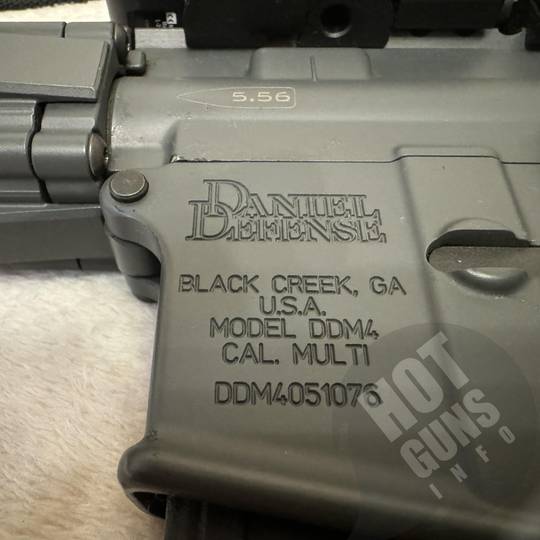 5.56
DANIEL
DEFENSE
BLACK CREEK, GA
U.S.A.
MODEL DDM4
CAL. MULTI
DDM4051076
HOT
GUNS
INFO